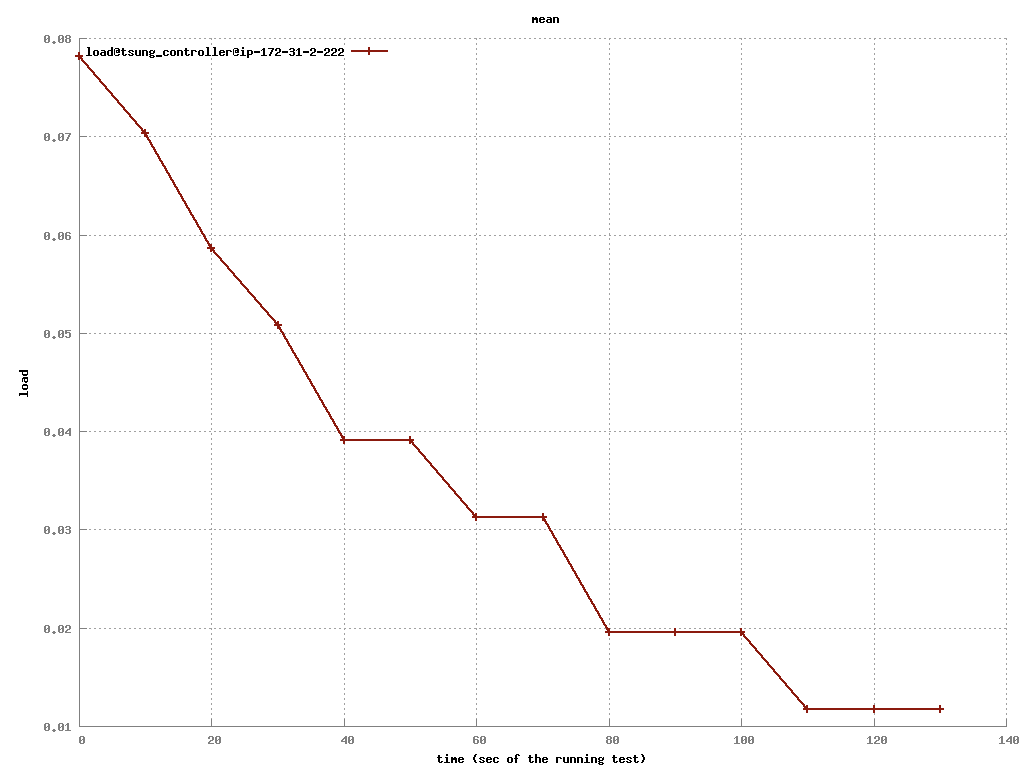 mean
load@tsung_controller@ip-172-31-2-222
0.08
0.07
0.06
0.05
0.04
0.03
0.02
0.01
load
0 20 40 60 80 100 120 140
time (sec of the running test)